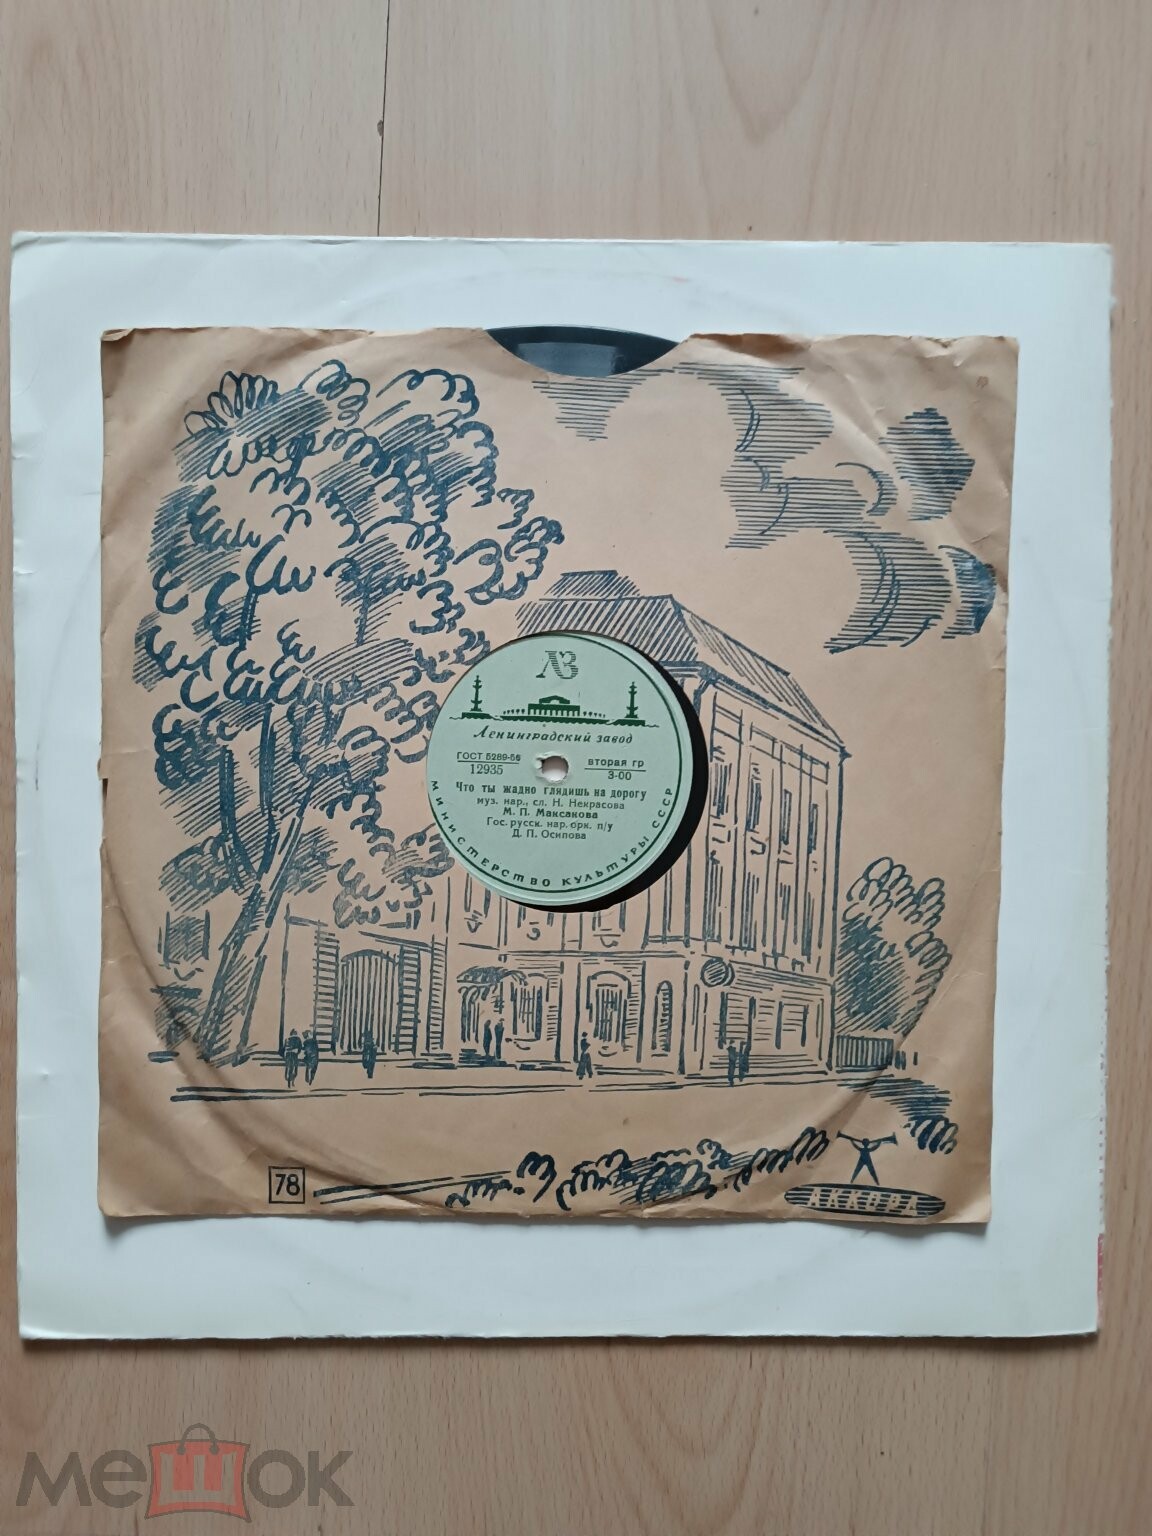 ЛЗ
Ленинградский завод
ГОСТ 5289-56
12935
вторая гр
3-00
Что ты жадно глядишь на дорогу
муз. нар., сл. Н. Некрасова
М. П. Максакова
Гос. русск. нар. орк. п/у
Д. П. Осипова
МИНИСТЕРСТВО КУЛЬТУРЫ СССР
78
АККОРД
мешок